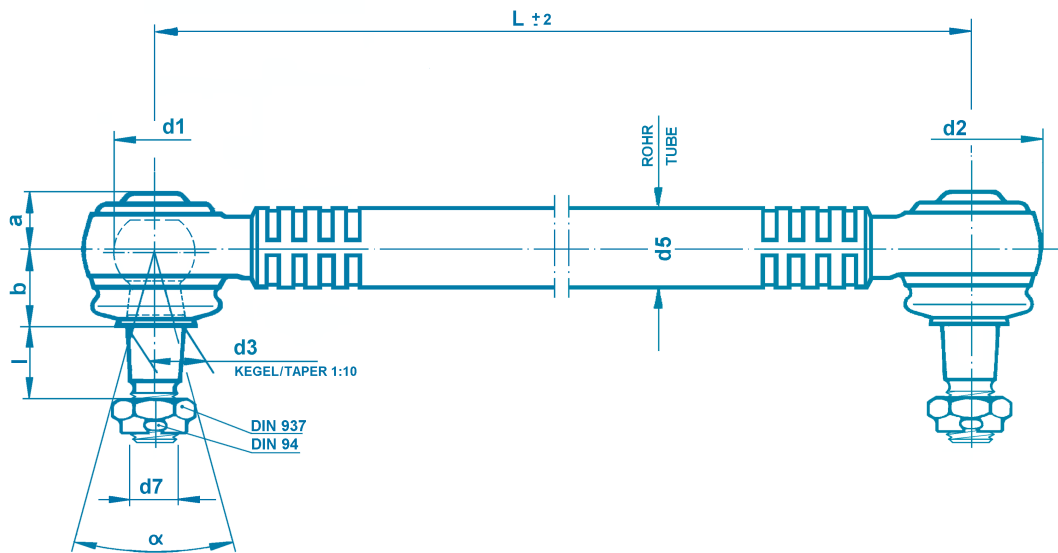 L ±2
d1
d2
ROHR
TUBE
a
b
d5
l
d3
KEGEL/TAPER 1:10
DIN 937
DIN 94
d7
α